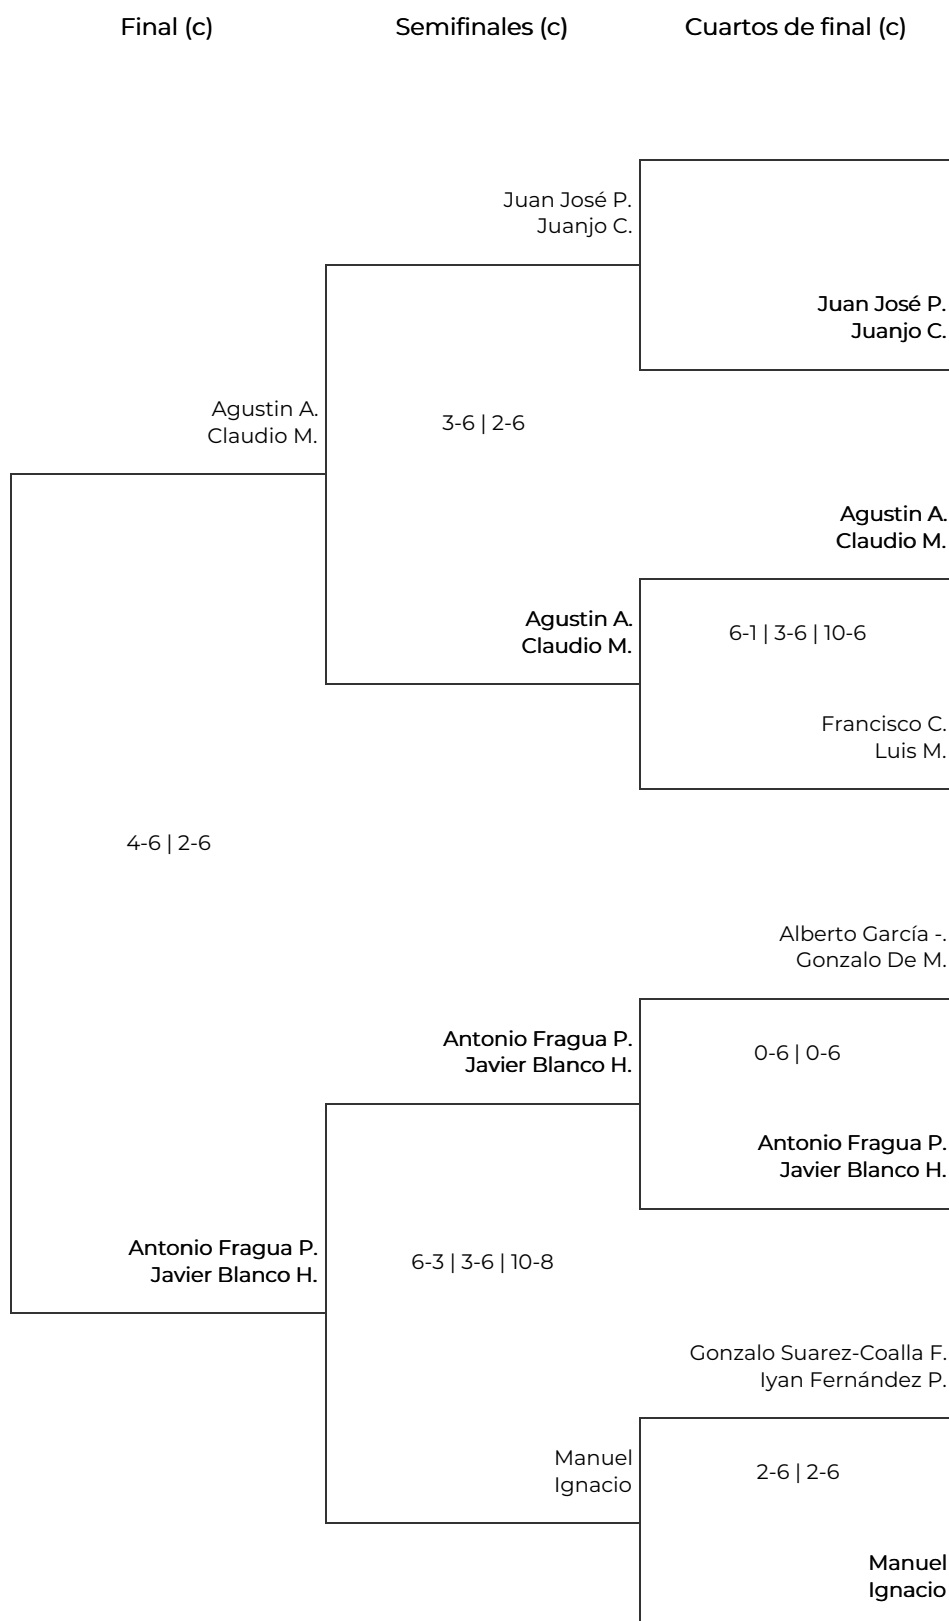 Final (c)
Semifinales (c)
Cuartos de final (c)
Juan José P.
Juanjo C.
Juan José P.
Juanjo C.
Agustin A.
Claudio M.
3-6 | 2-6
Agustin A.
Claudio M.
Agustin A.
Claudio M.
6-1 | 3-6 | 10-6
Francisco C.
Luis M.
4-6 | 2-6
Alberto García -.
Gonzalo De M.
Antonio Fragua P.
Javier Blanco H.
0-6 | 0-6
Antonio Fragua P.
Javier Blanco H.
Antonio Fragua P.
Javier Blanco H.
6-3 | 3-6 | 10-8
Gonzalo Suarez-Coalla F.
Iyan Fernández P.
Manuel
Ignacio
2-6 | 2-6
Manuel
Ignacio